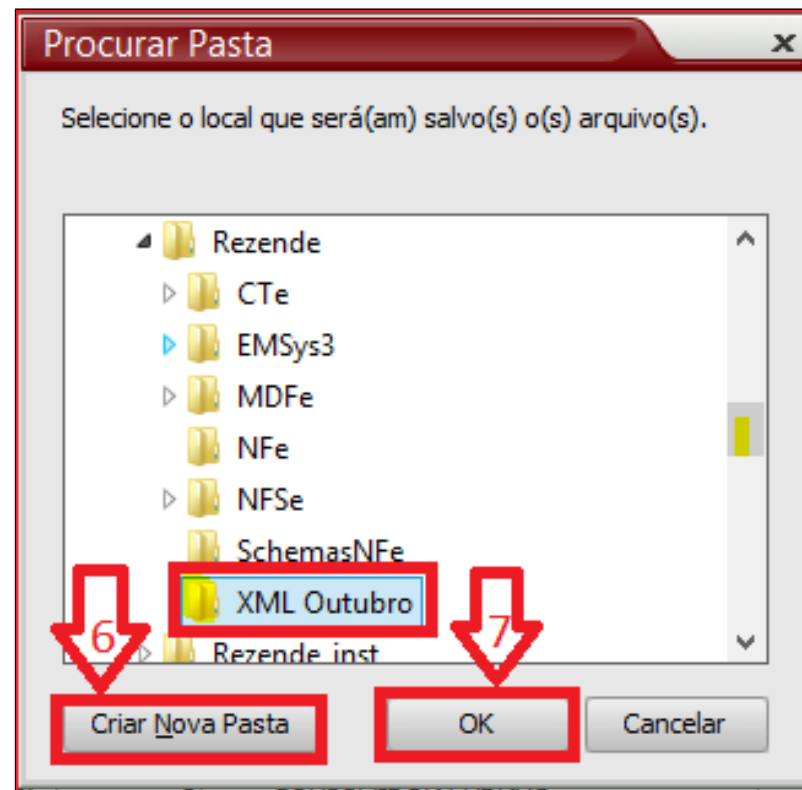 Procurar Pasta
x
Selecione o local que será(am) salvo(s) o(s) arquivo(s).
Rezende
CTe
EMSys3
MDFe
NFe
NFSe
SchemasNFe
XML Outubro
6
7
Rezende_inst
Criar Nova Pasta
OK
Cancelar